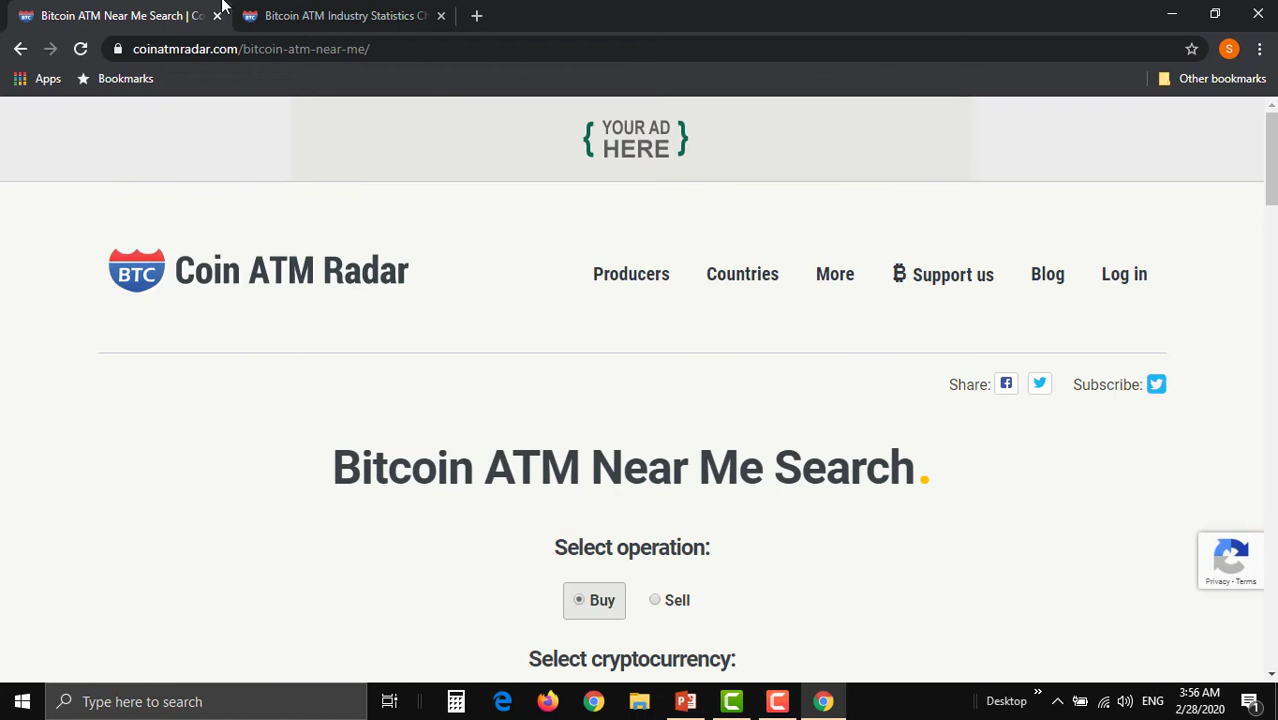 Bitcoin ATM Near Me Search | Co
Bitcoin ATM Industry Statistics Ch
coinatmradar.com/bitcoin-atm-near-me/
S
Apps
Bookmarks
Other bookmarks
{ YOUR AD HERE }
BTC
Coin ATM Radar
Producers
Countries
More
Support us
Blog
Log in
Share:
Subscribe:
Bitcoin ATM Near Me Search.
Select operation:
Buy
Sell
Privacy - Terms
Select cryptocurrency:
Type here to search
Desktop
ENG
3:56 AM
2/28/2020
1